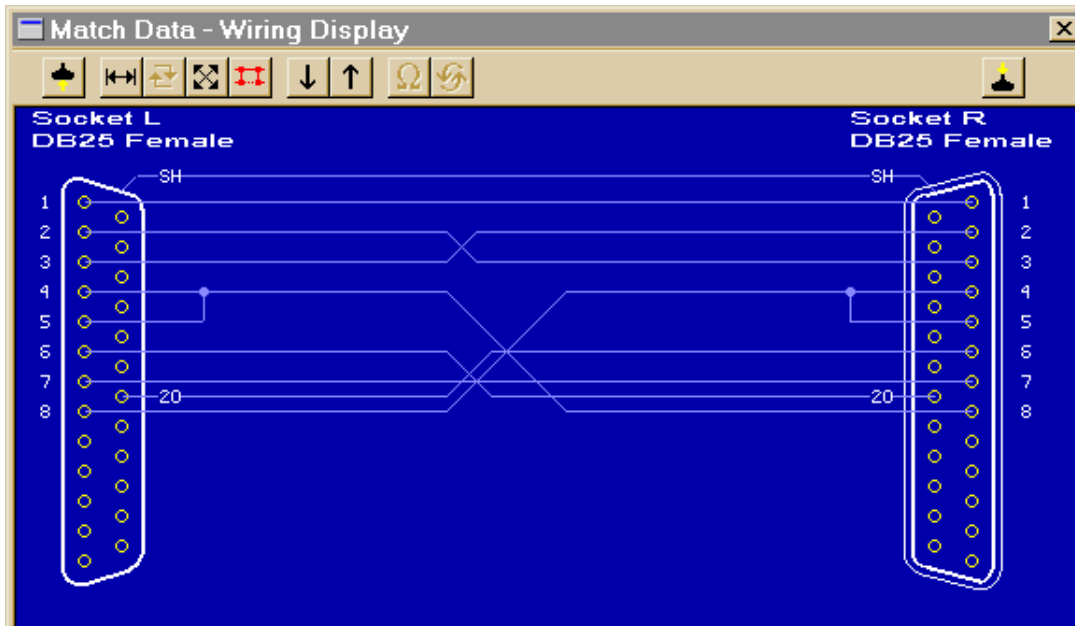 Match Data - Wiring Display
Ω
Socket L
DB25 Female
Socket R
DB25 Female
SH SH
1 1
2 2
3 3
4 4
5 5
6 6
7 7
20 20
8 8